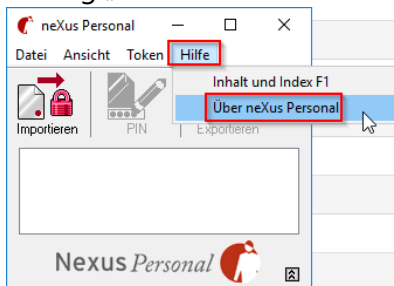 neXus Personal
Datei Ansicht Token Hilfe
Inhalt und Index F1
Über neXus Personal
Importieren PIN Exportieren
Nexus Personal